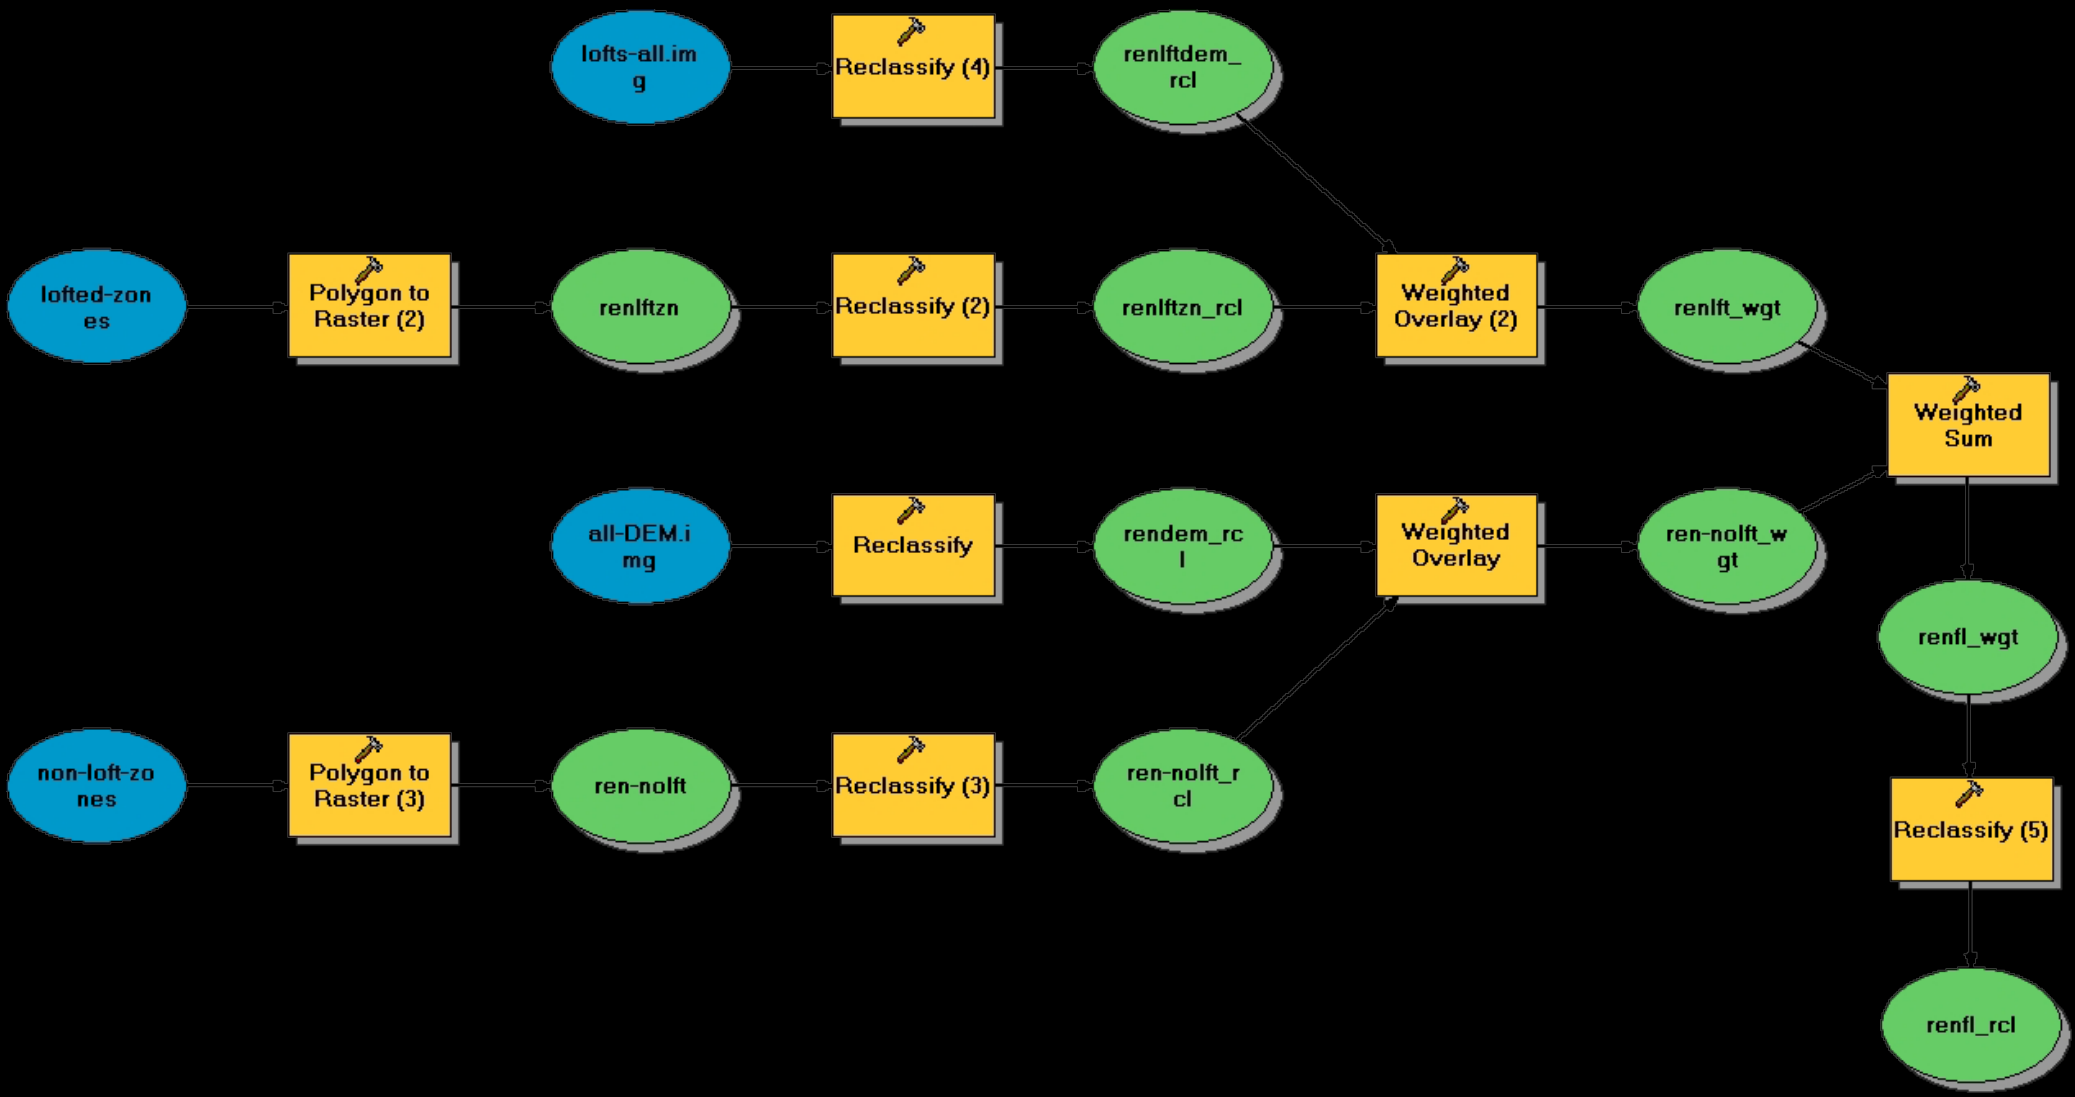 lofts-all.im
g
Reclassify (4)
renlftdem_
rcl
lofted-zon
es
Polygon to
Raster (2)
renlftzn
Reclassify (2)
renlftzn_rcl
Weighted
Overlay (2)
renlft_wgt
Weighted
Sum
all-DEM.i
mg
Reclassify
rendem_rc
l
Weighted
Overlay
ren-nolft_w
gt
renfl_wgt
non-loft-zo
nes
Polygon to
Raster (3)
ren-nolft
Reclassify (3)
ren-nolft_r
cl
Reclassify (5)
renfl_rcl